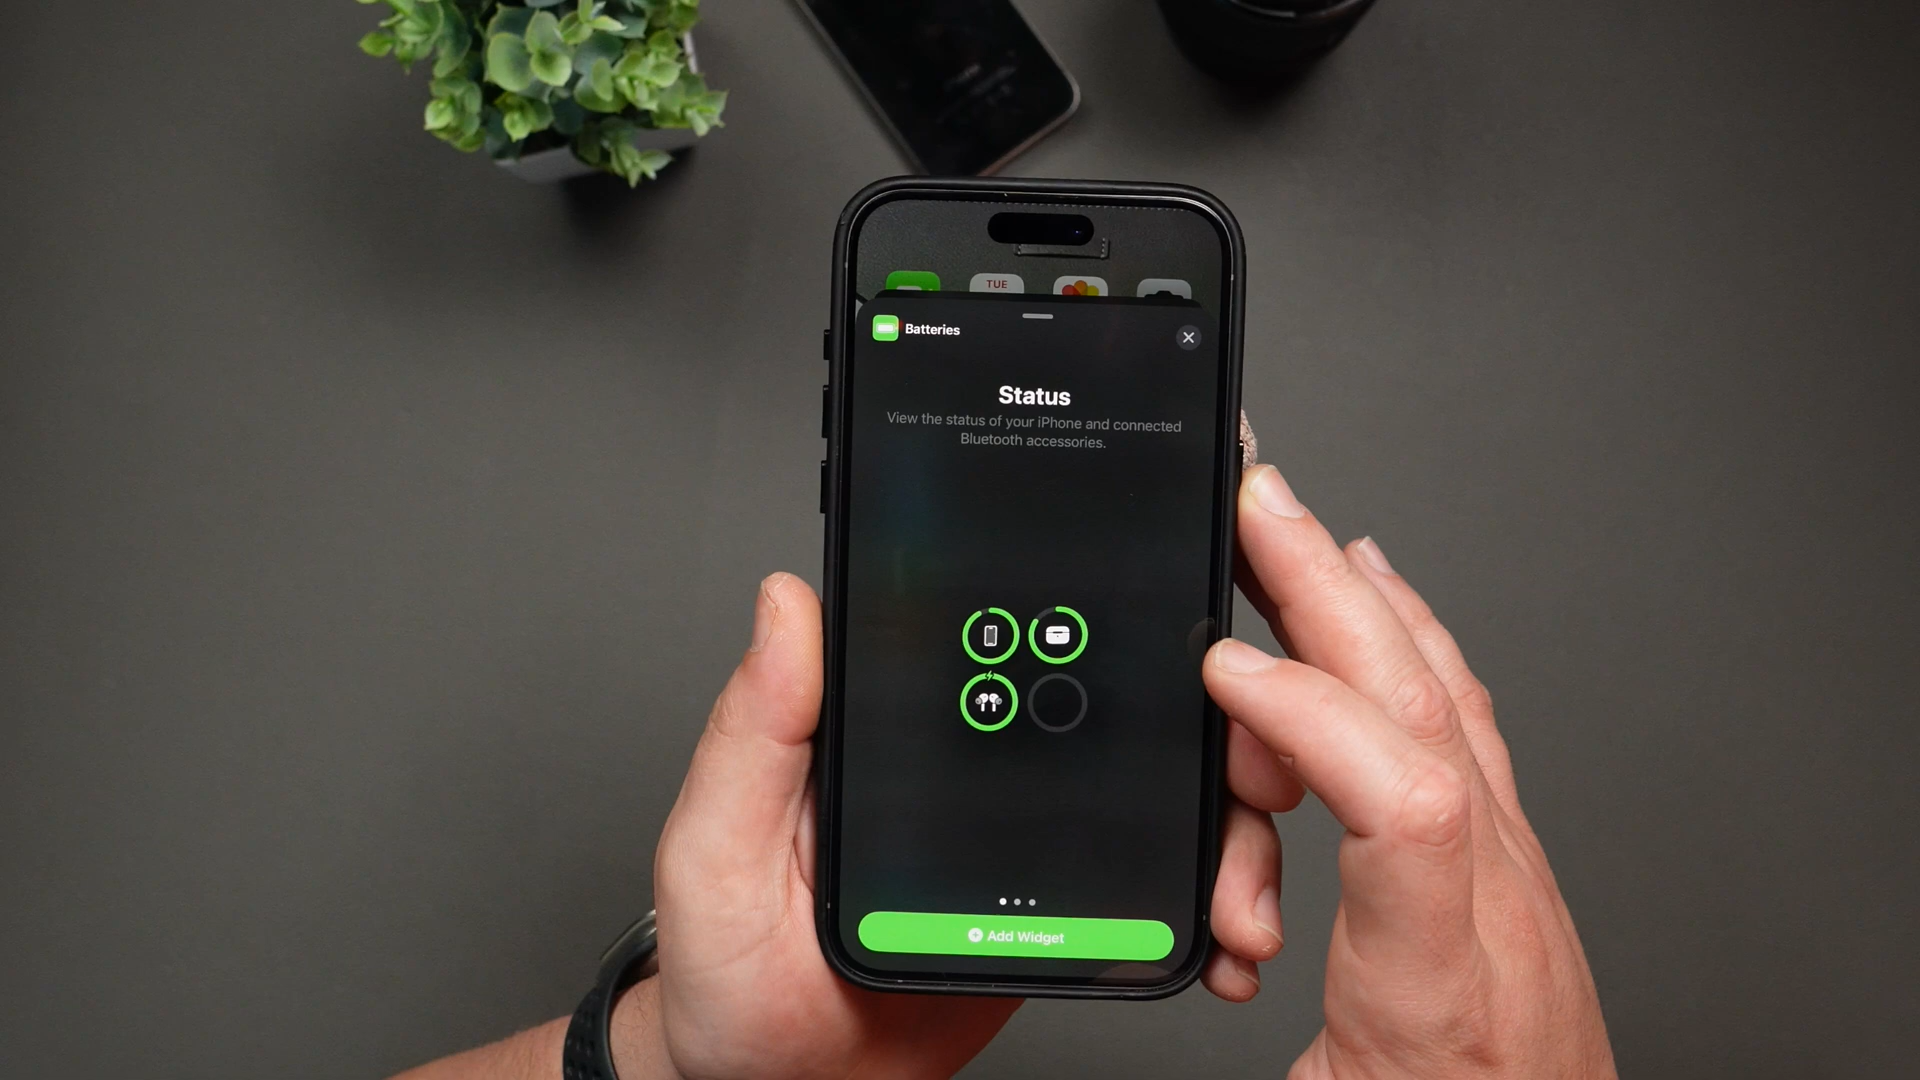 TUE
Batteries
Status
View the status of your iPhone and connected
Bluetooth accessories.
Add Widget